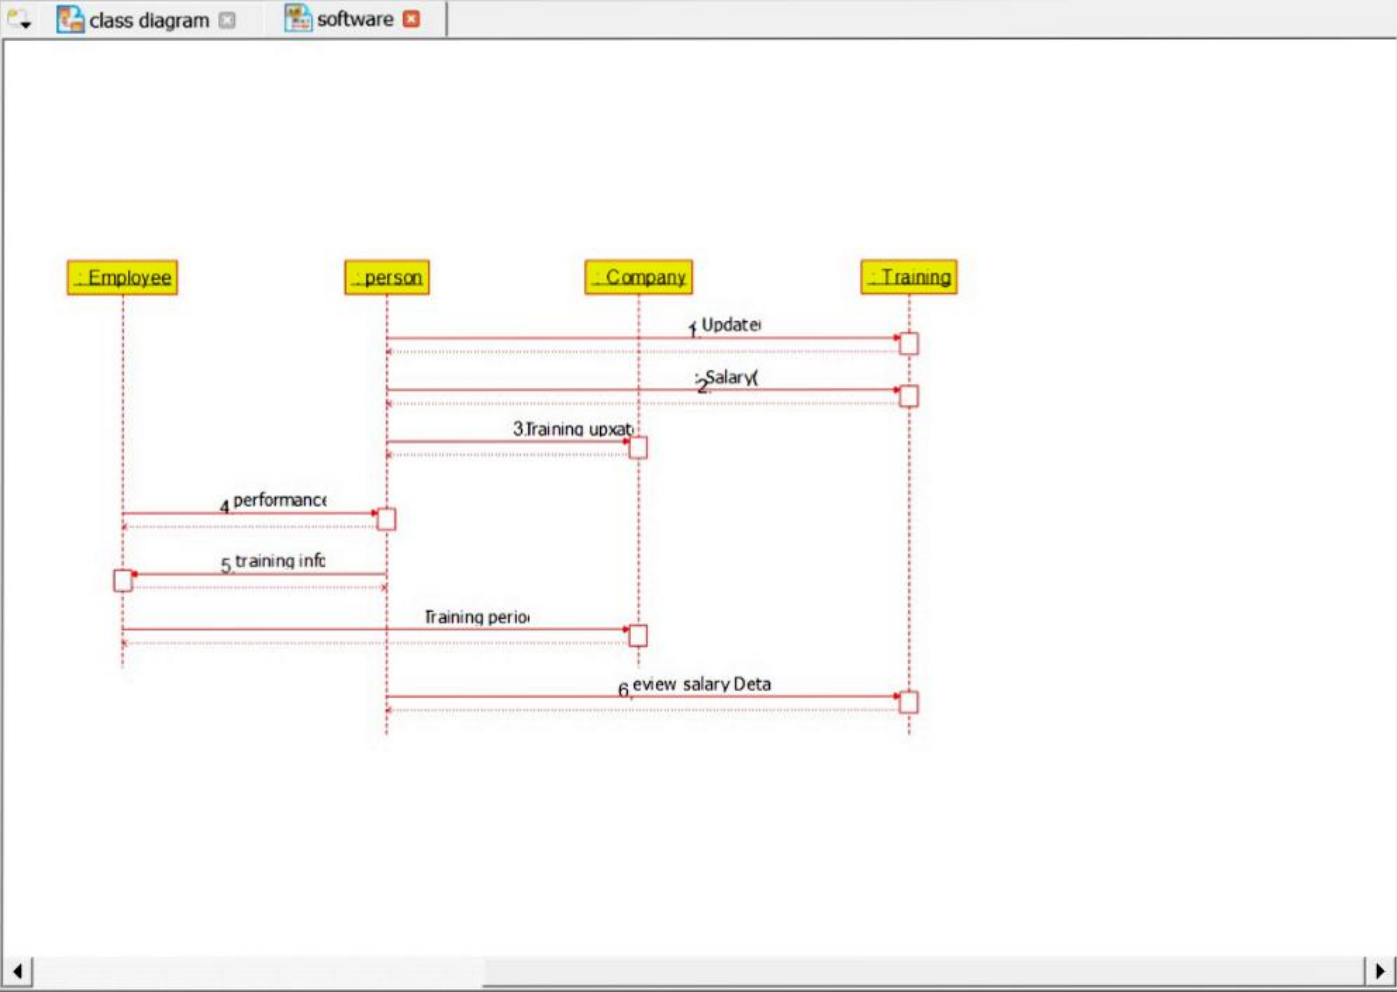 class diagram
software
: Employee
: person
: Company
: Training
1. Update
2. : Salary(
3. Training upxat
4 performance
5. training info
Training perio
6. eview salary Deta